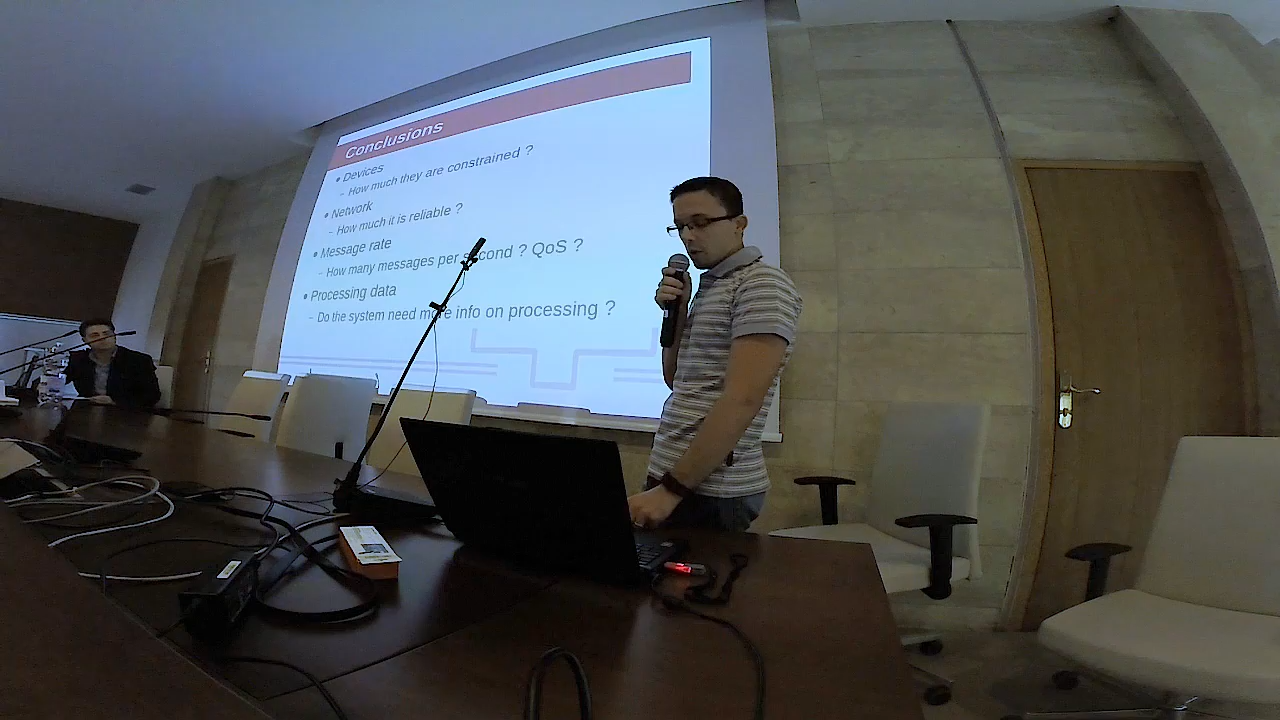 Conclusions
• Devices
– How much they are constrained ?
• Network
– How much it is reliable ?
• Message rate
– How many messages per second ? QoS ?
• Processing data
– Do the system need more info on processing ?